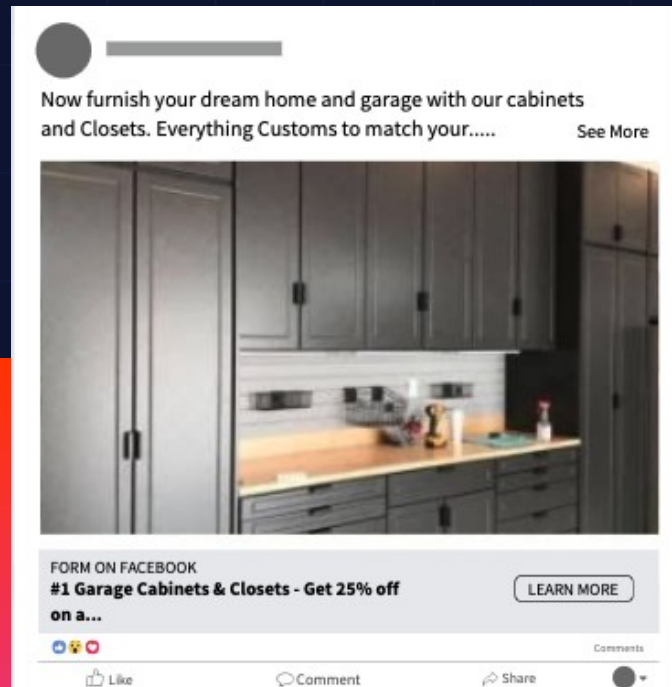 Now furnish your dream home and garage with our cabinets
and Closets. Everything Customs to match your..... See More
FORM ON FACEBOOK
#1 Garage Cabinets & Closets - Get 25% off
on a...
LEARN MORE
Comments
Like Comment Share